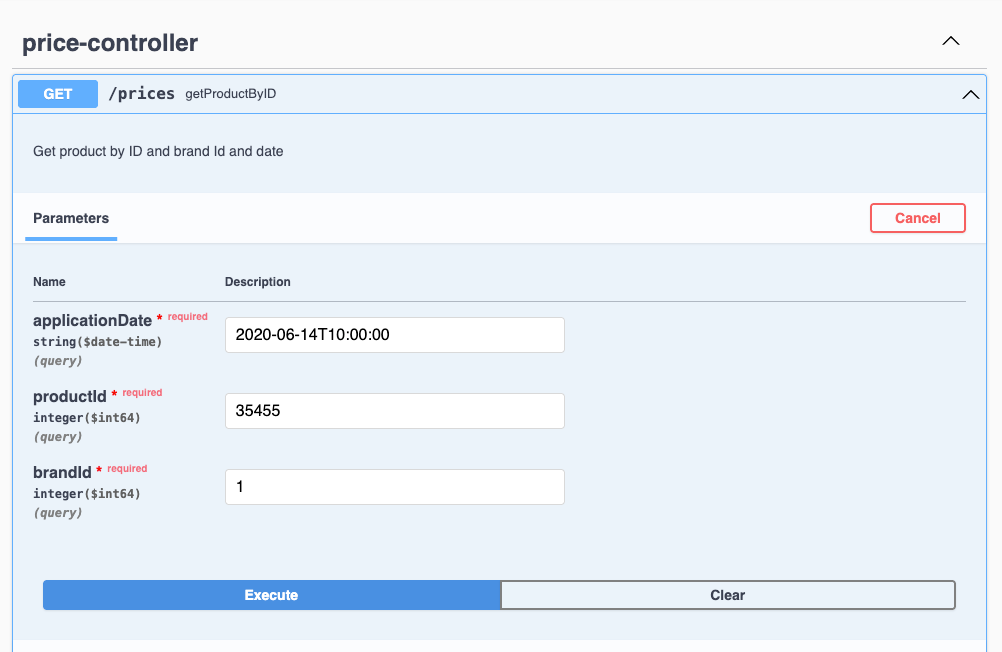 price-controller
GET /prices getProductByID
Get product by ID and brand Id and date
Parameters Cancel
Name Description
applicationDate * required
string($date-time)
(query)
2020-06-14T10:00:00
productId * required
integer($int64)
(query)
35455
brandId * required
integer($int64)
(query)
1
Execute Clear